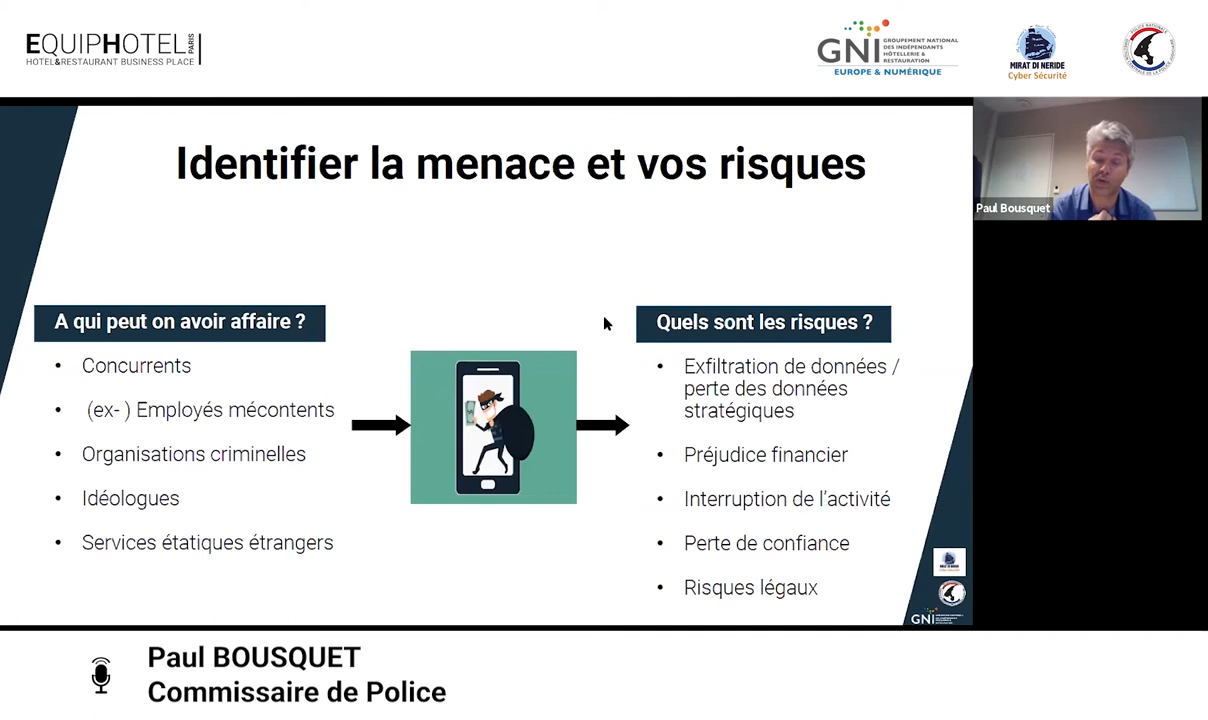 EQUIPHOTEL PARIS
HOTEL&RESTAURANT BUSINESS PLACE
GNI
GROUPEMENT NATIONAL
DES INDÉPENDANTS
HÔTELLERIE &
RESTAURATION
EUROPE & NUMÉRIQUE
MIRAT DI NERIDE
Cyber Sécurité
POLICE NATIONALE
Identifier la menace et vos risques
Paul Bousquet
A qui peut on avoir affaire ?
• Concurrents
• (ex- ) Employés mécontents
• Organisations criminelles
• Idéologues
• Services étatiques étrangers
Quels sont les risques ?
• Exfiltration de données /
perte des données
stratégiques
• Préjudice financier
• Interruption de l'activité
• Perte de confiance
• Risques légaux
GNI
Paul BOUSQUET
Commissaire de Police